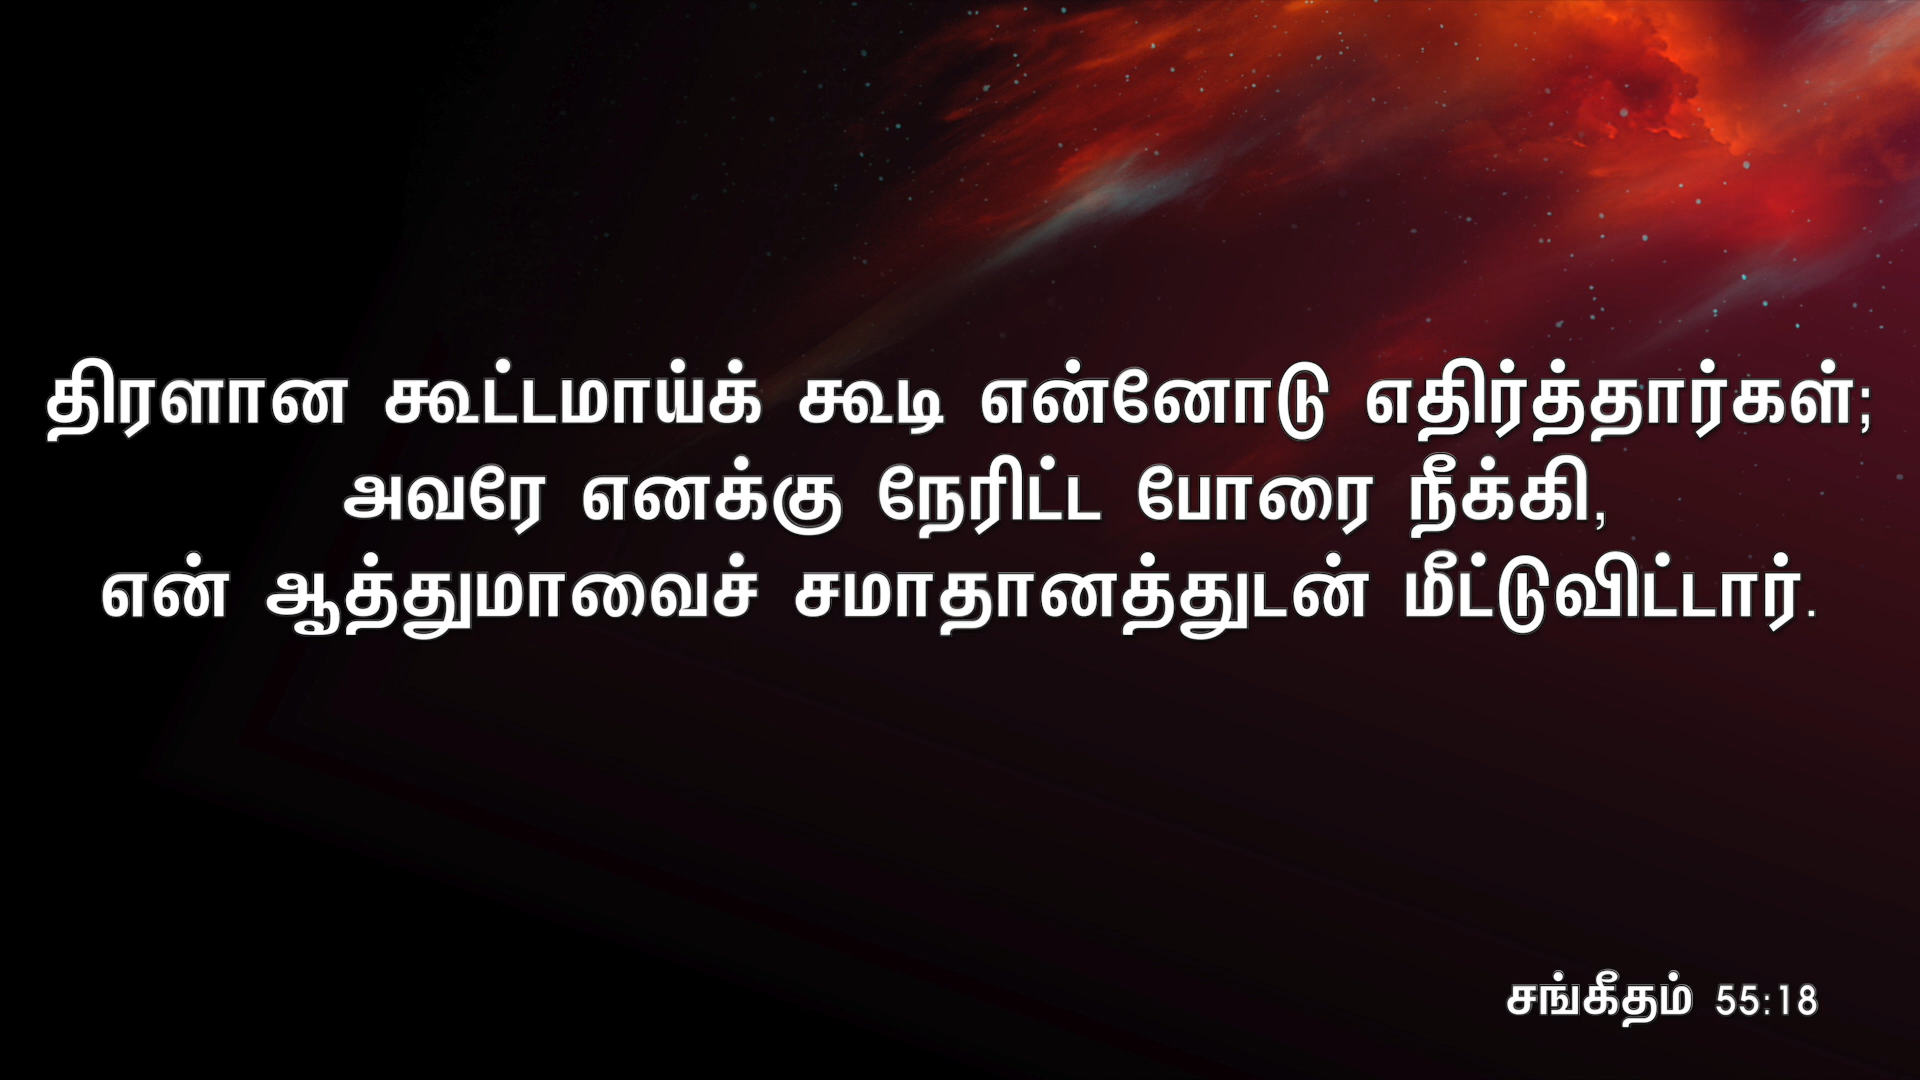 திரளான கூட்டமாய்க் கூடி என்னோடு எதிர்த்தார்கள்;
அவரே எனக்கு நேரிட்ட போரை நீக்கி,
என் ஆத்துமாவைச் சமாதானத்துடன் மீட்டுவிட்டார்.
சங்கீதம் 55:18